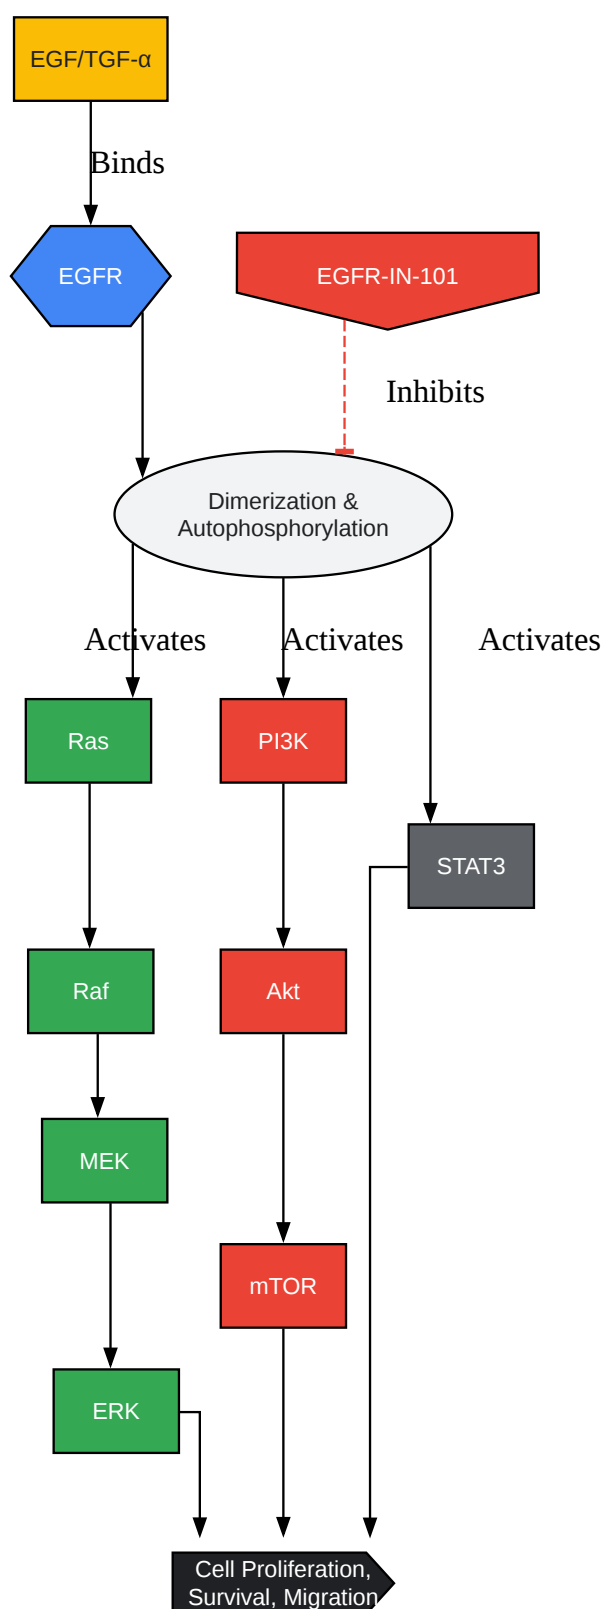 EGF/TGF-α
Binds
EGFR
EGFR-IN-101
Inhibits
Dimerization &
Autophosphorylation
Activates
Activates
Activates
Ras
PI3K
STAT3
Raf
Akt
MEK
mTOR
ERK
Cell Proliferation,
Survival, Migration